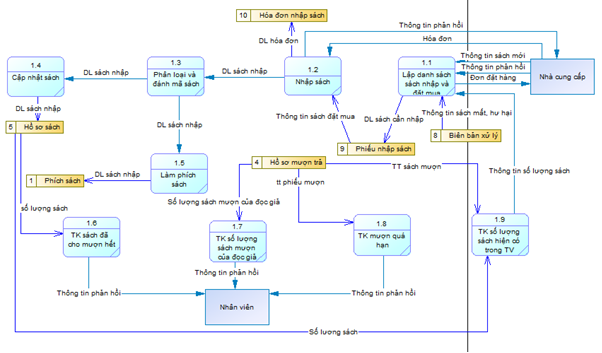 10 Hóa đơn nhập sách
Thông tin phản hồi
Hóa đơn
DL hóa đơn
1.4
Cập nhật sách
DL sách nhập
1.3
Phân loại và
đánh mã sách
DL sách nhập
1.2
Nhập sách
1.1
Lập danh sách
sách nhập và
đặt mua
Thông tin sách mới
Thông tin phản hồi
Đơn đặt hàng
Nhà cung cấp
DL sách nhập
5 Hồ sơ sách
DL sách nhập
Thông tin sách đặt mua
DL sách cần nhập
Thông tin sách mất, hư hại
8 Biên bản xử lý
9 Phiếu nhập sách
1 Phích sách
DL sách nhập
1.5
Làm phích
sách
4 Hồ sơ mượn trả
TT sách mượn
tt phiếu mượn
Thông tin số lượng sách
số lượng sách
Số lượng sách mượn của đọc giả
1.6
TK sách đã
cho mượn hết
1.7
TK số lượng
sách mượn
của đọc giả
1.8
TK mượn quá
hạn
1.9
TK số lượng
sách hiện có
trong TV
Thông tin phản hồi
Thông tin phản hồi
Thông tin phản hồi
Nhân viên
Số lượng sách